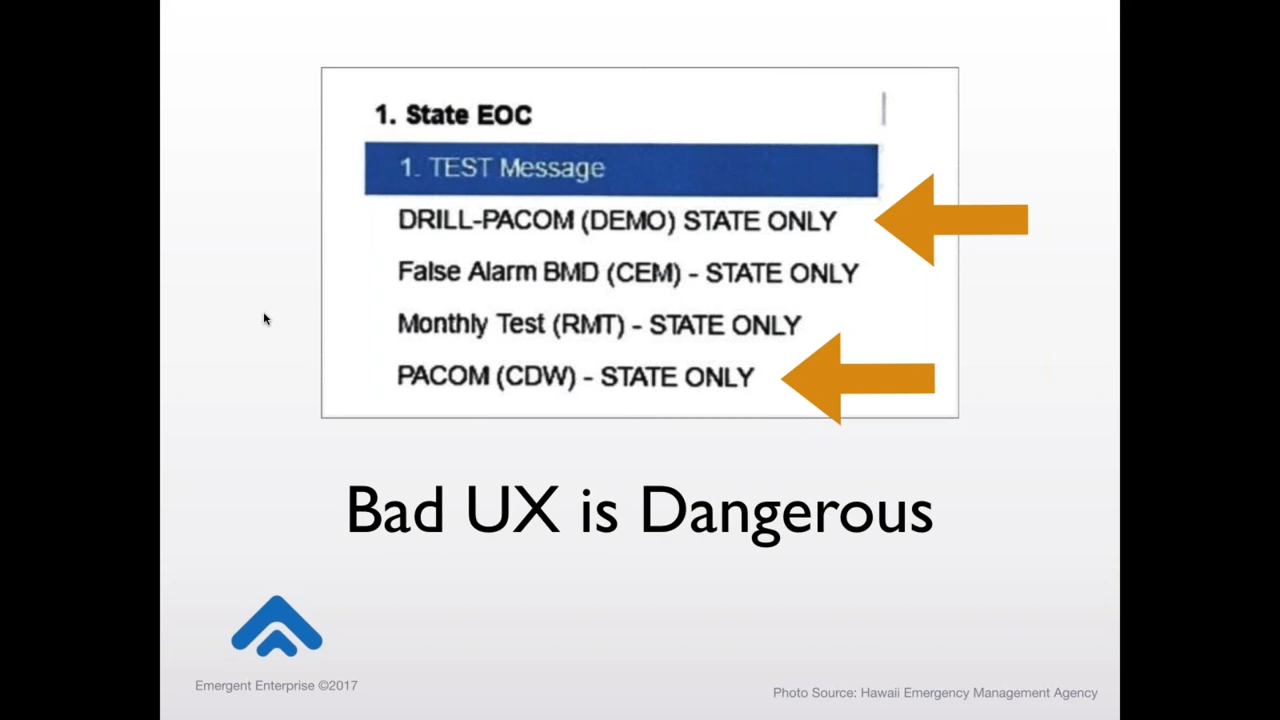 1. State EOC
1. TEST Message
DRILL-PACOM (DEMO) STATE ONLY
False Alarm BMD (CEM) - STATE ONLY
Monthly Test (RMT) - STATE ONLY
PACOM (CDW) - STATE ONLY
Bad UX is Dangerous
Emergent Enterprise ©2017
Photo Source: Hawaii Emergency Management Agency